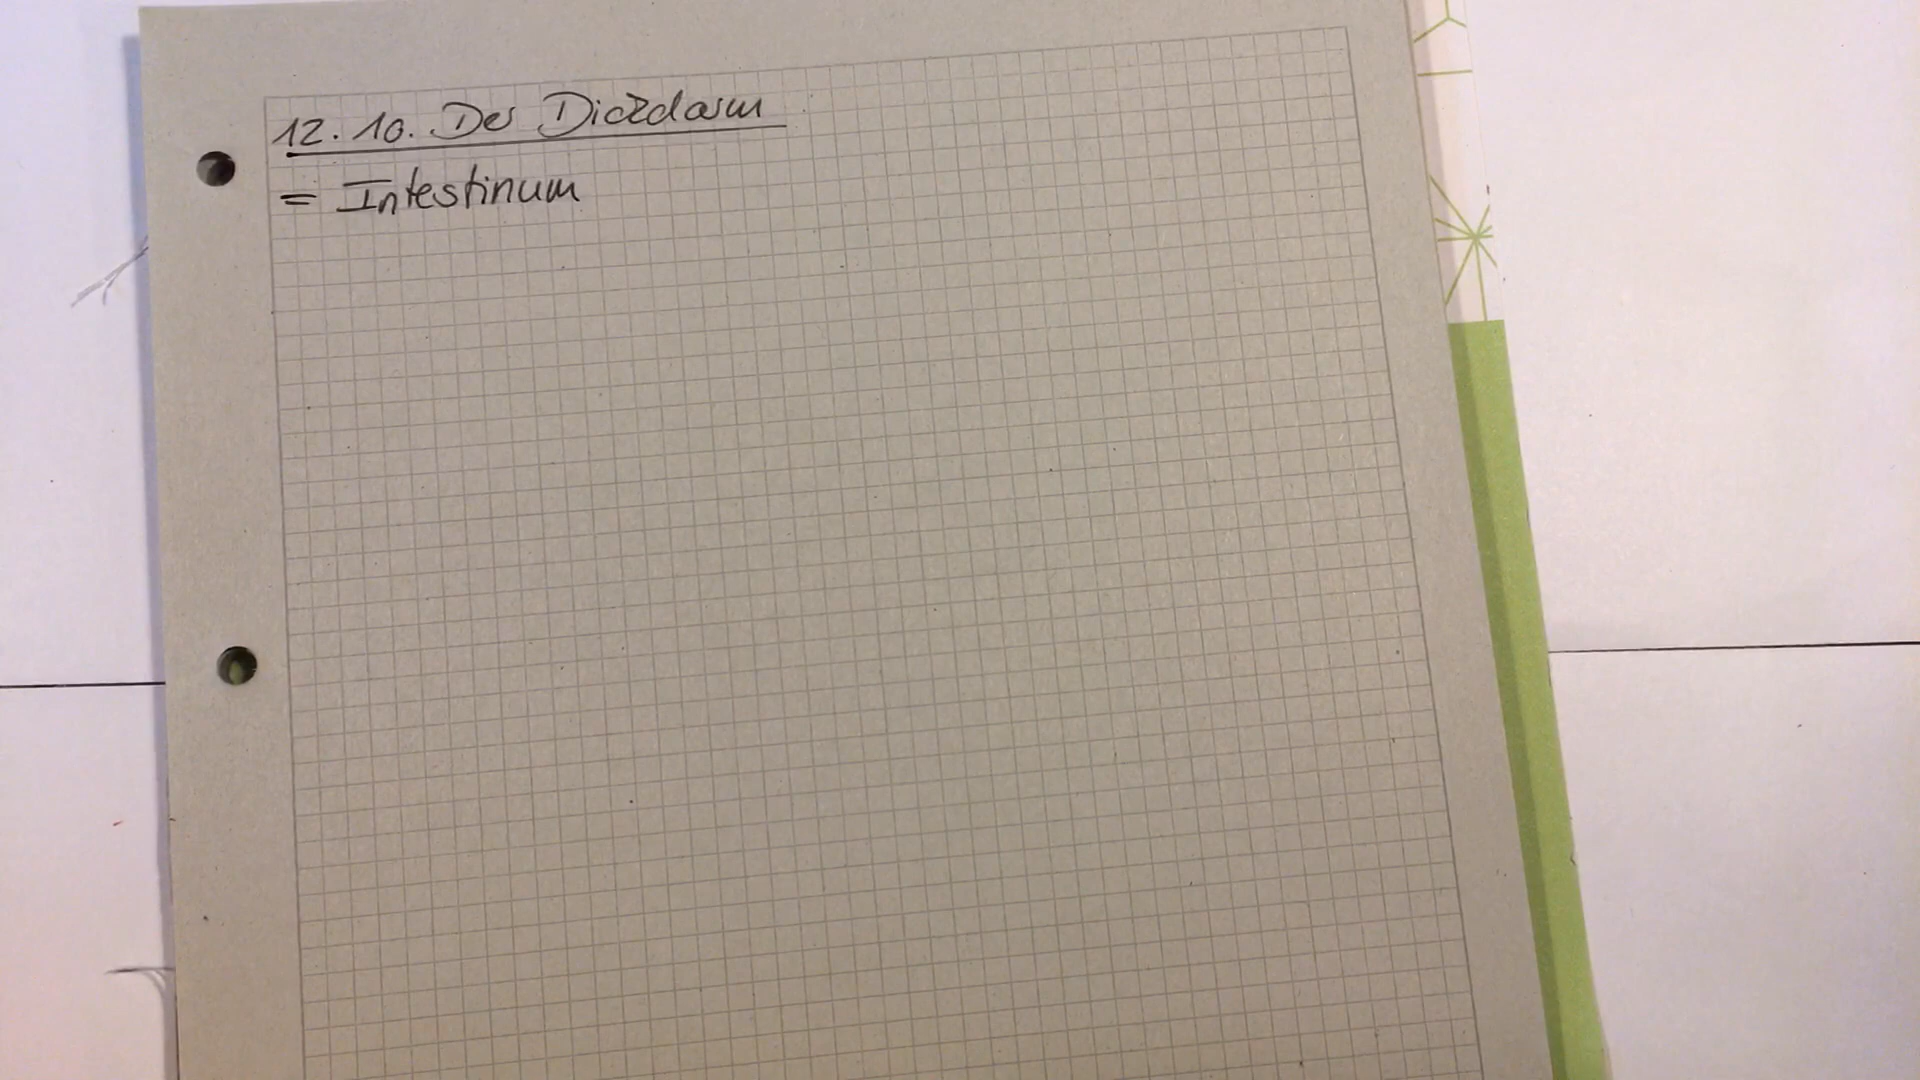 12.10. Der Dickdarm
= Intestinum